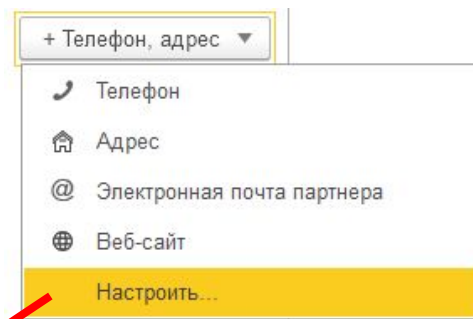 + Телефон, адрес
Телефон
Адрес
@ Электронная почта партнера
Веб-сайт
Настроить...